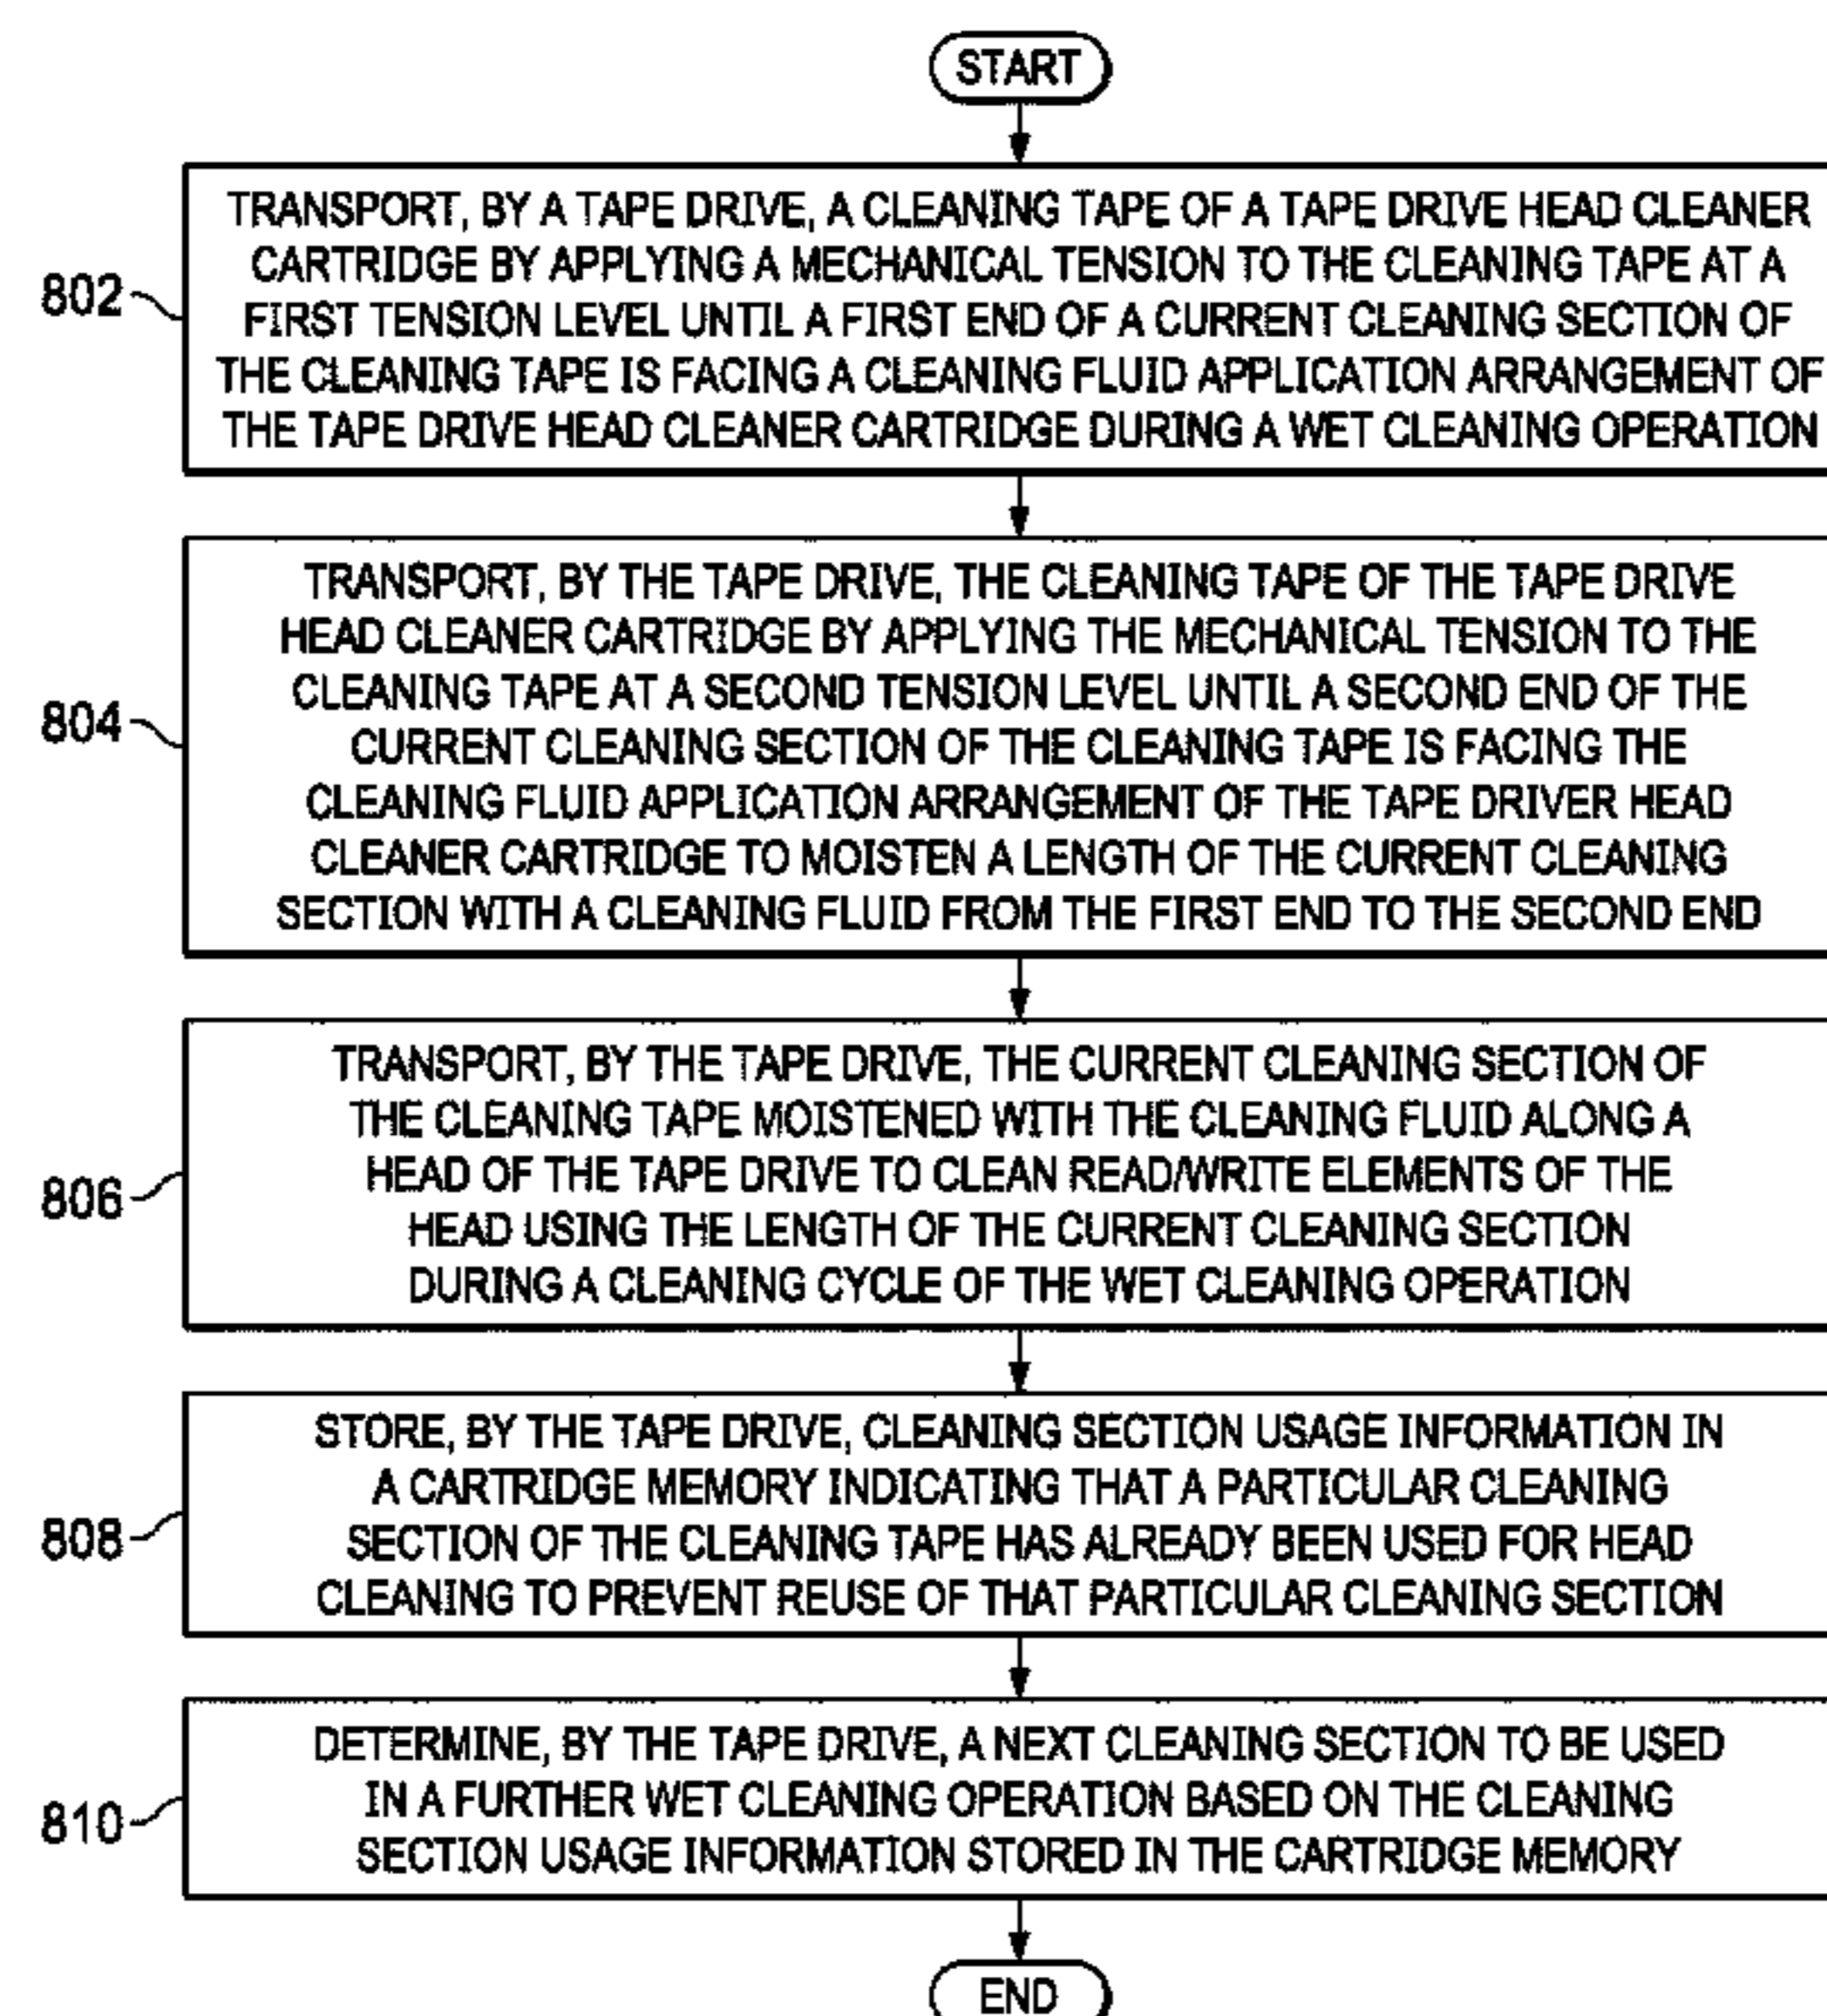 START
TRANSPORT, BY A TAPE DRIVE, A CLEANING TAPE OF A TAPE DRIVE HEAD CLEANER
CARTRIDGE BY APPLYING A MECHANICAL TENSION TO THE CLEANING TAPE AT A
802
FIRST TENSION LEVEL UNTIL A FIRST END OF A CURRENT CLEANING SECTION OF
THE CLEANING TAPE IS FACING A CLEANING FLUID APPLICATION ARRANGEMENT OF
THE TAPE DRIVE HEAD CLEANER CARTRIDGE DURING A WET CLEANING OPERATION
TRANSPORT, BY THE TAPE DRIVE, THE CLEANING TAPE OF THE TAPE DRIVE
HEAD CLEANER CARTRIDGE BY APPLYING THE MECHANICAL TENSION TO THE
CLEANING TAPE AT A SECOND TENSION LEVEL UNTIL A SECOND END OF THE
804
CURRENT CLEANING SECTION OF THE CLEANING TAPE IS FACING THE
CLEANING FLUID APPLICATION ARRANGEMENT OF THE TAPE DRIVER HEAD
CLEANER CARTRIDGE TO MOISTEN A LENGTH OF THE CURRENT CLEANING
SECTION WITH A CLEANING FLUID FROM THE FIRST END TO THE SECOND END
TRANSPORT, BY THE TAPE DRIVE, THE CURRENT CLEANING SECTION OF
THE CLEANING TAPE MOISTENED WITH THE CLEANING FLUID ALONG A
HEAD OF THE TAPE DRIVE TO CLEAN READ/WRITE ELEMENTS OF THE
806
HEAD USING THE LENGTH OF THE CURRENT CLEANING SECTION
DURING A CLEANING CYCLE OF THE WET CLEANING OPERATION
STORE, BY THE TAPE DRIVE, CLEANING SECTION USAGE INFORMATION IN
A CARTRIDGE MEMORY INDICATING THAT A PARTICULAR CLEANING
808
SECTION OF THE CLEANING TAPE HAS ALREADY BEEN USED FOR HEAD
CLEANING TO PREVENT REUSE OF THAT PARTICULAR CLEANING SECTION
DETERMINE, BY THE TAPE DRIVE, A NEXT CLEANING SECTION TO BE USED
IN A FURTHER WET CLEANING OPERATION BASED ON THE CLEANING
810
SECTION USAGE INFORMATION STORED IN THE CARTRIDGE MEMORY
END